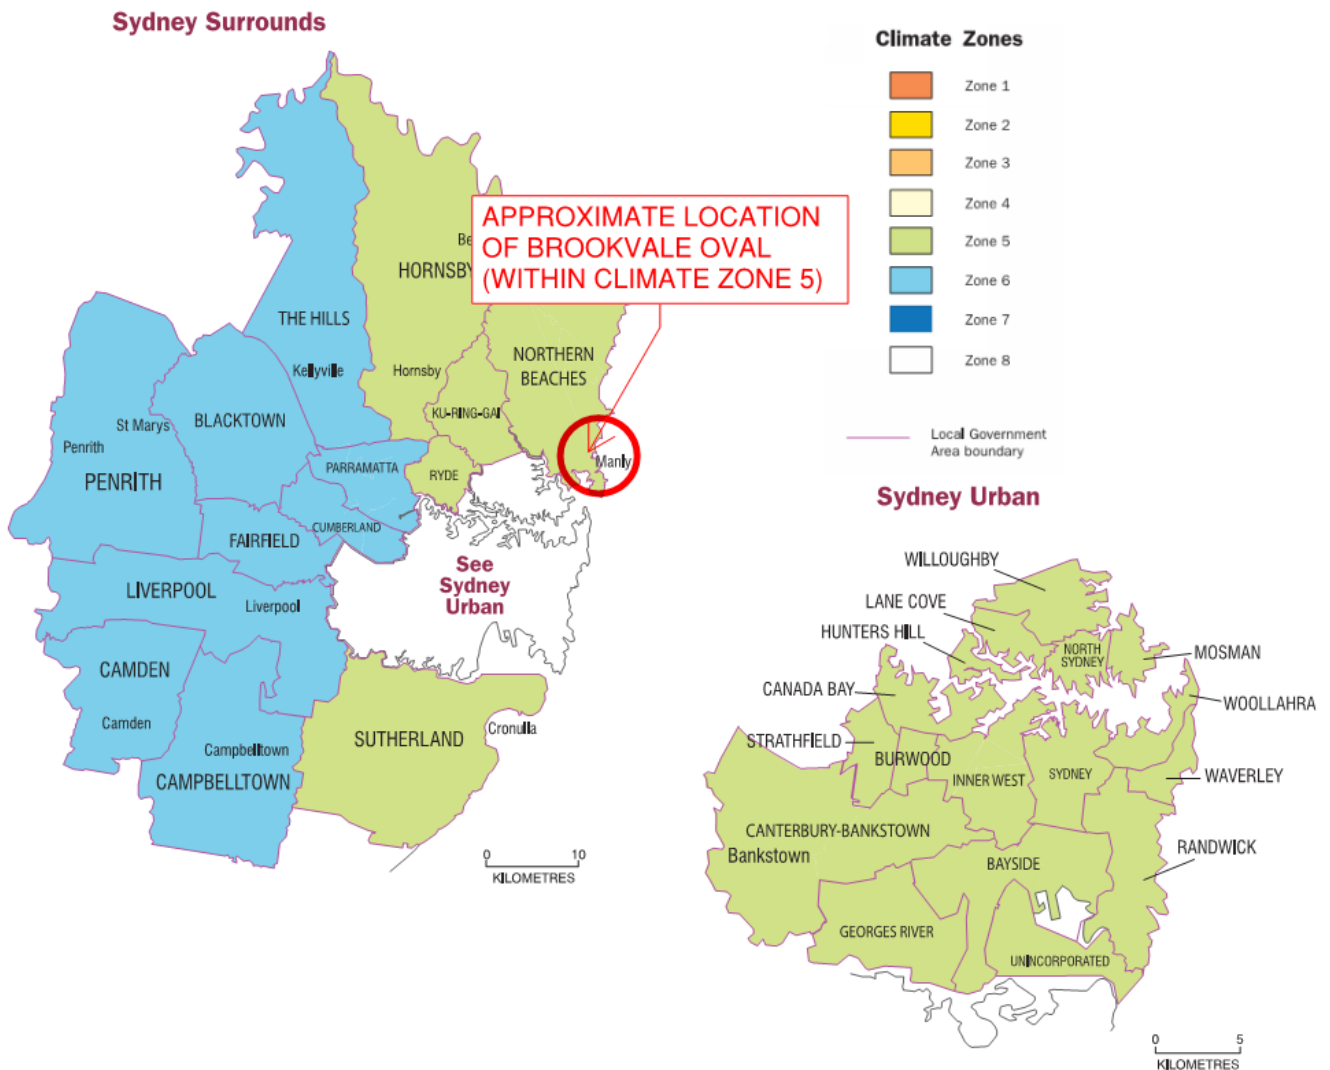 Sydney Surrounds
Climate Zones
Zone 1
Zone 2
Zone 3
Zone 4
Zone 5
Zone 6
Zone 7
Zone 8
Local Government
Area boundary
APPROXIMATE LOCATION
OF BROOKVALE OVAL
(WITHIN CLIMATE ZONE 5)
Be
HORNSBY
THE HILLS
Kellyville
Hornsby
NORTHERN
BEACHES
KU-RING-GAI
BLACKTOWN
St Marys
Penrith
PENRITH
PARRAMATTA
RYDE
Manly
CUMBERLAND
FAIRFIELD
See
Sydney
Urban
LIVERPOOL
Liverpool
CAMDEN
Camden
Campbelltown
CAMPBELLTOWN
SUTHERLAND
Cronulla
0 10
KILOMETRES
Sydney Urban
WILLOUGHBY
LANE COVE
HUNTERS HILL
NORTH
SYDNEY
MOSMAN
CANADA BAY
WOOLLAHRA
STRATHFIELD
BURWOOD
INNER WEST
SYDNEY
WAVERLEY
CANTERBURY-BANKSTOWN
Bankstown
BAYSIDE
RANDWICK
GEORGES RIVER
UNINCORPORATED
0 5
KILOMETRES